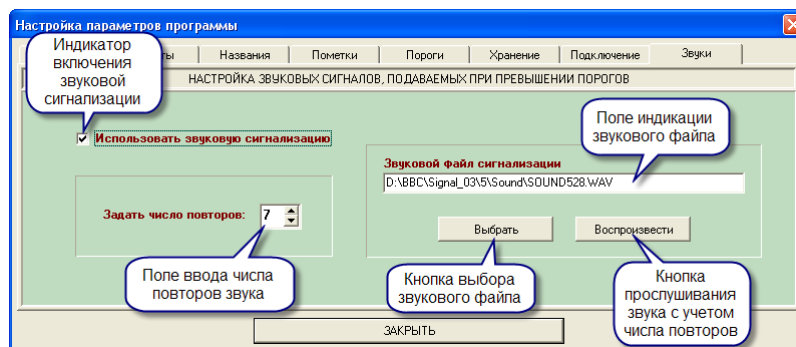 Настройка параметров программы
Индикатор
включения
звуковой
сигнализации
Названия
Пометки
Пороги
Хранение
Подключение
Звуки
НАСТРОЙКА ЗВУКОВЫХ СИГНАЛОВ, ПОДАВАЕМЫХ ПРИ ПРЕВЫШЕНИИ ПОРОГОВ
Использовать звуковую сигнализацию
Поле индикации
звукового файла
Звуковой файл сигнализации
D:\BBC\Signal_03\5\Sound\SOUND528.WAV
Задать число повторов: 7
Выбрать
Воспроизвести
Поле ввода числа
повторов звука
Кнопка выбора
звукового файла
Кнопка
прослушивания
звука с учетом
числа повторов
ЗАКРЫТЬ